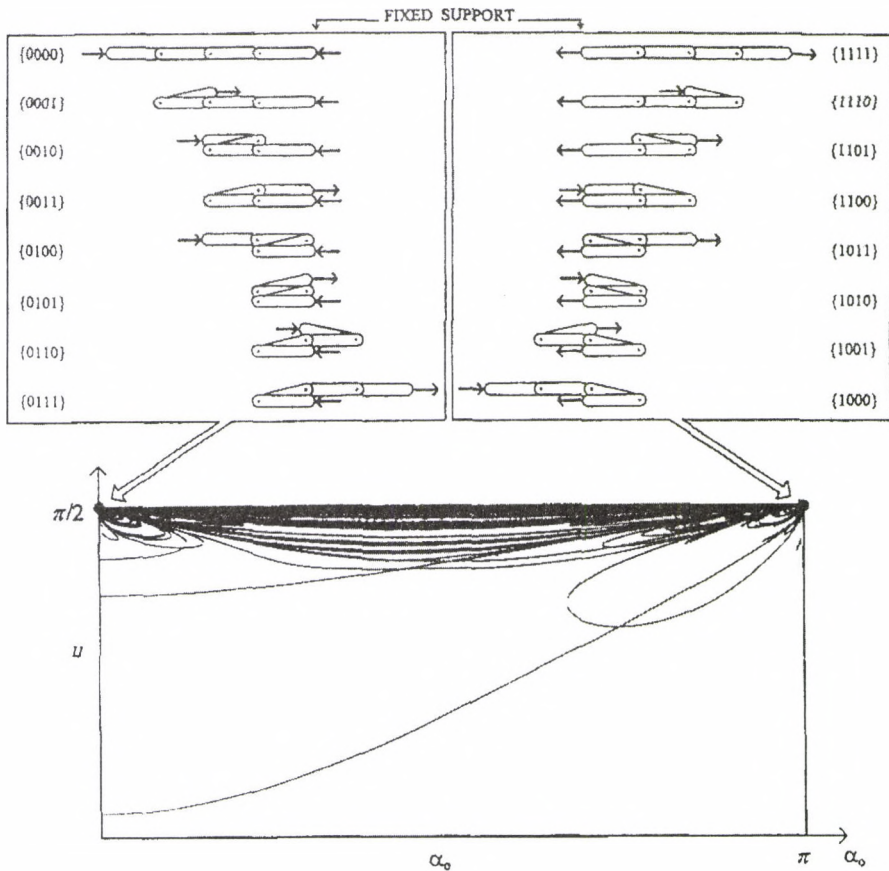 FIXED SUPPORT
{0000}
{0001}
{0010}
{0011}
{0100}
{0101}
{0110}
{0111}
{1111}
{1110}
{1101}
{1100}
{1011}
{1010}
{1001}
{1000}
π/2
u
α₀
π
α₀